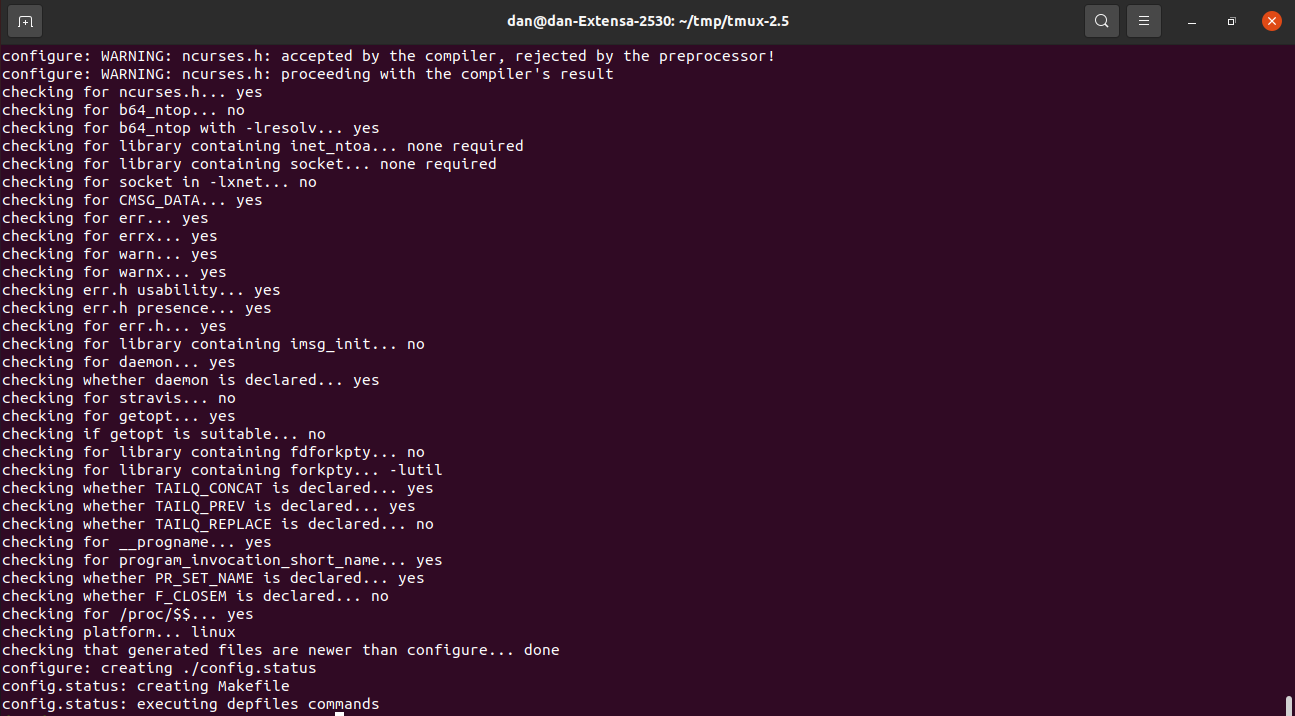 dan@dan-Extensa-2530: ~/tmp/tmux-2.5
configure: WARNING: ncurses.h: accepted by the compiler, rejected by the preprocessor!
configure: WARNING: ncurses.h: proceeding with the compiler's result
checking for ncurses.h... yes
checking for b64_ntop... no
checking for b64_ntop with -lresolv... yes
checking for library containing inet_ntoa... none required
checking for library containing socket... none required
checking for socket in -lxnet... no
checking for CMSG_DATA... yes
checking for err... yes
checking for errx... yes
checking for warn... yes
checking for warnx... yes
checking err.h usability... yes
checking err.h presence... yes
checking for err.h... yes
checking for library containing imsg_init... no
checking for daemon... yes
checking whether daemon is declared... yes
checking for stravis... no
checking for getopt... yes
checking if getopt is suitable... no
checking for library containing fdforkpty... no
checking for library containing forkpty... -lutil
checking whether TAILQ_CONCAT is declared... yes
checking whether TAILQ_PREV is declared... yes
checking whether TAILQ_REPLACE is declared... no
checking for __progname... yes
checking for program_invocation_short_name... yes
checking whether PR_SET_NAME is declared... yes
checking whether F_CLOSEM is declared... no
checking for /proc/$$... yes
checking platform... linux
checking that generated files are newer than configure... done
configure: creating ./config.status
config.status: creating Makefile
config.status: executing depfiles commands